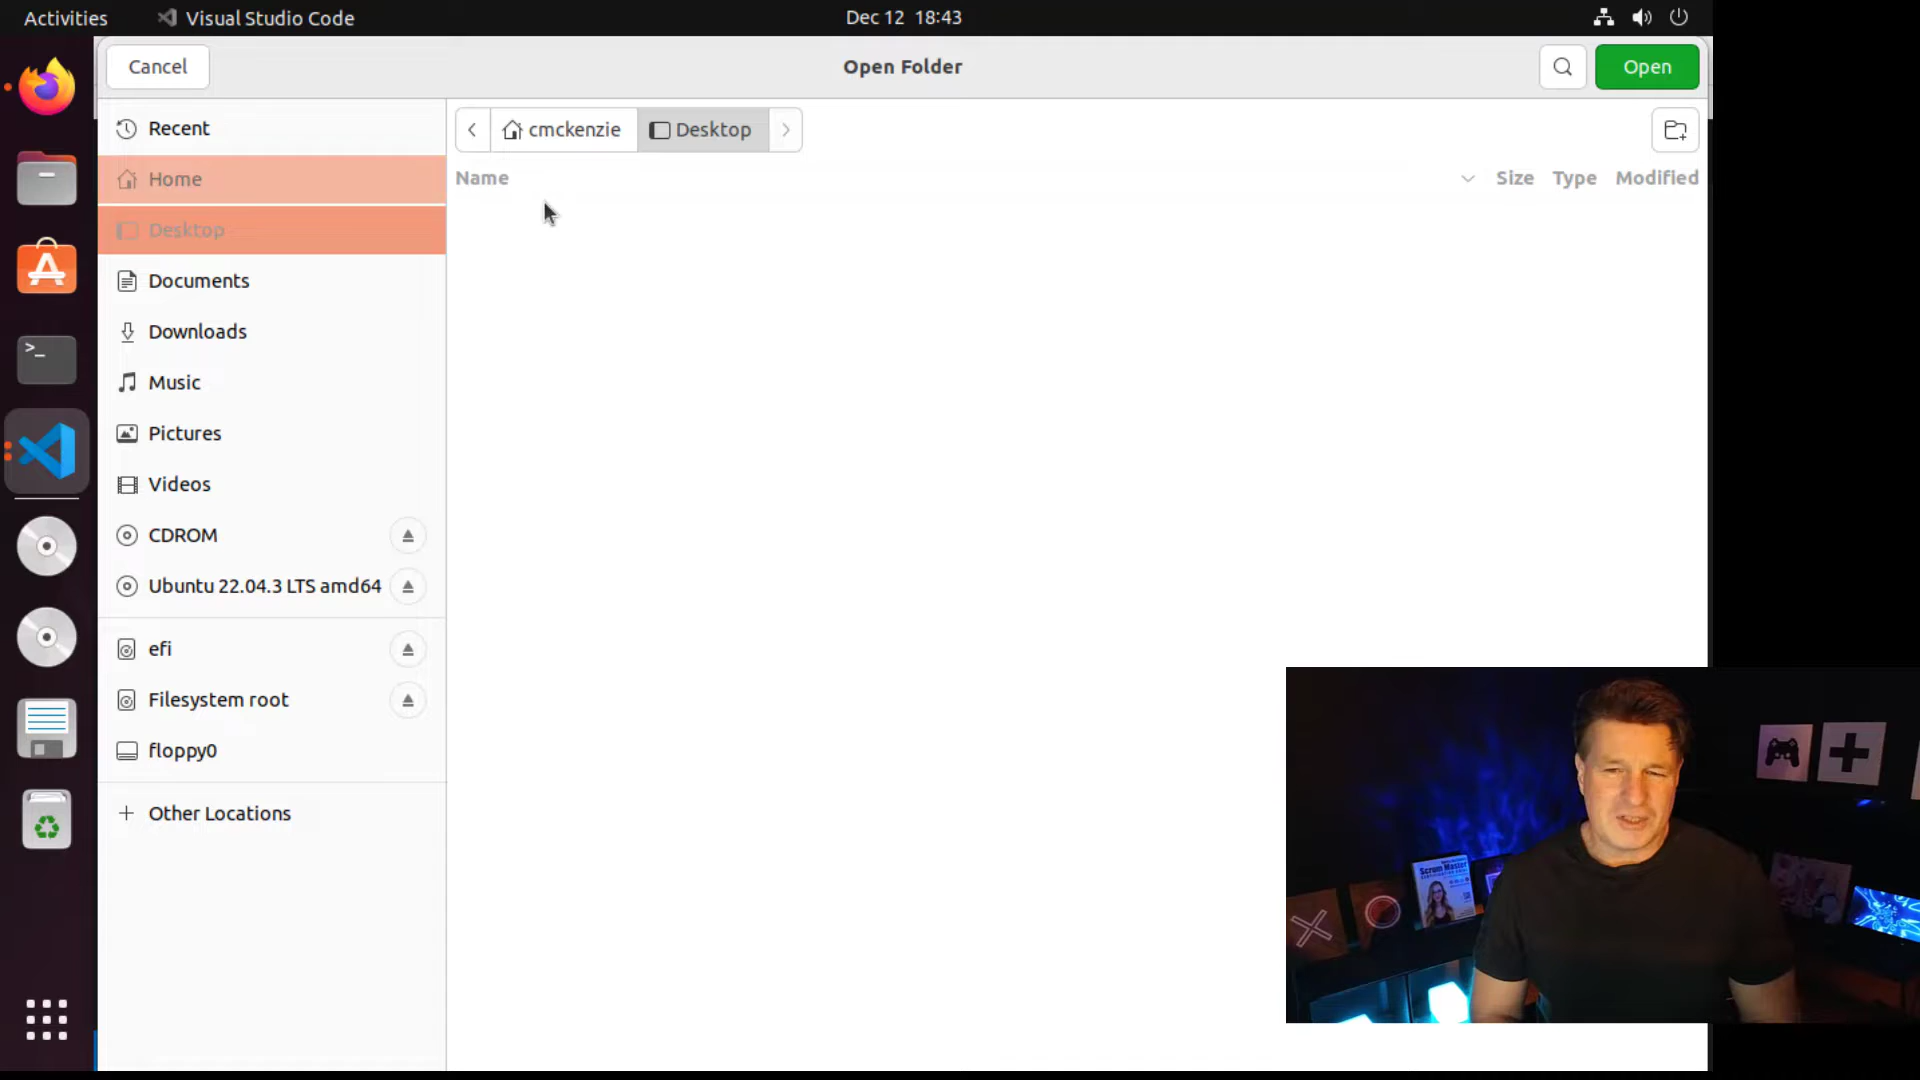 Activities Visual Studio Code Dec 12 18:43
Cancel Open Folder Open
Recent
Home
Desktop
Documents
Downloads
Music
Pictures
Videos
CDROM
Ubuntu 22.04.3 LTS amd64
efi
Filesystem root
floppy0
Other Locations
cmckenzie Desktop
Name Size Type Modified
>_
Scrum Master